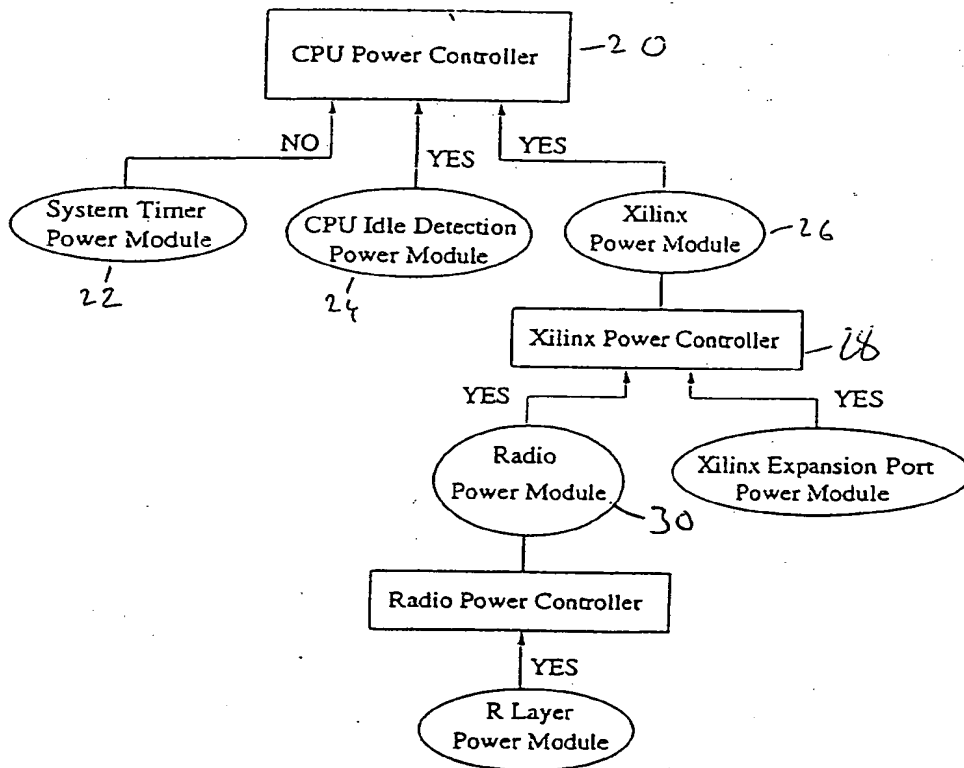 CPU Power Controller
20
NO
YES
YES
System Timer
Power Module
22
CPU Idle Detection
Power Module
24
Xilinx
Power Module
26
Xilinx Power Controller
28
YES
YES
Radio
Power Module
30
Xilinx Expansion Port
Power Module
Radio Power Controller
YES
R Layer
Power Module